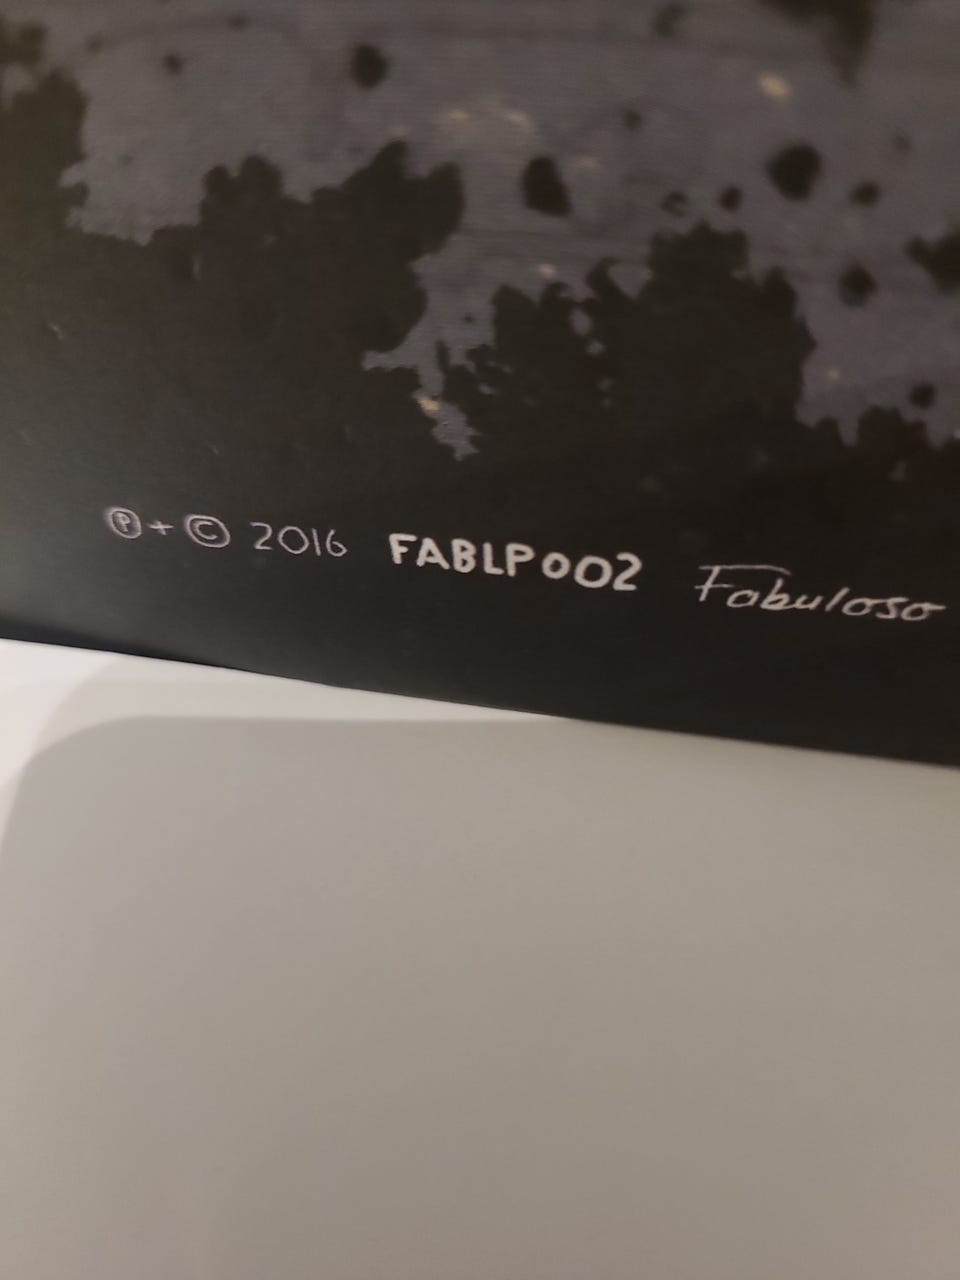 Ⓟ + © 2016 FABLP002 Fabuloso